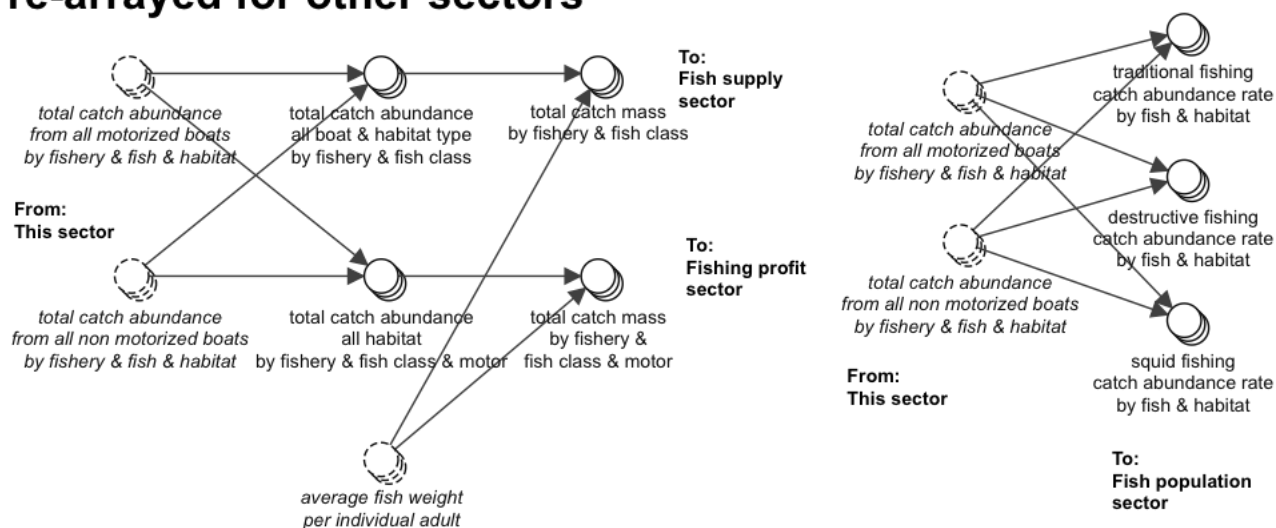 re-arrayed for other sectors
total catch abundance
from all motorized boats
by fishery & fish & habitat
total catch abundance
all boat & habitat type
by fishery & fish class
total catch mass
by fishery & fish class
To:
Fish supply
sector
From:
This sector
total catch abundance
from all non motorized boats
by fishery & fish & habitat
total catch abundance
all habitat
by fishery & fish class & motor
total catch mass
by fishery &
fish class & motor
To:
Fishing profit
sector
average fish weight
per individual adult
total catch abundance
from all motorized boats
by fishery & fish & habitat
traditional fishing
catch abundance rate
by fish & habitat
destructive fishing
catch abundance rate
by fish & habitat
total catch abundance
from all non motorized boats
by fishery & fish & habitat
squid fishing
catch abundance rate
by fish & habitat
From:
This sector
To:
Fish population
sector